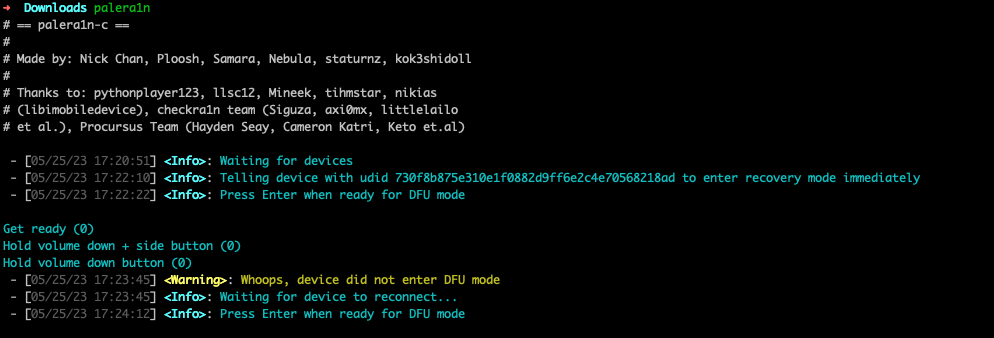 ➜ Downloads palera1n
# == palera1n-c ==
#
# Made by: Nick Chan, Ploosh, Samara, Nebula, staturnz, kok3shidoll
#
# Thanks to: pythonplayer123, llsc12, Mineek, tihmstar, nikias
# (libimobiledevice), checkra1n team (Siguza, axi0mx, littlelailo
# et al.), Procursus Team (Hayden Seay, Cameron Katri, Keto et.al)
- [05/25/23 17:20:51] <Info>: Waiting for devices
- [05/25/23 17:22:10] <Info>: Telling device with udid 730f8b875e310e1f0882d9ff6e2c4e70568218ad to enter recovery mode immediately
- [05/25/23 17:22:22] <Info>: Press Enter when ready for DFU mode
Get ready (0)
Hold volume down + side button (0)
Hold volume down button (0)
- [05/25/23 17:23:45] <Warning>: Whoops, device did not enter DFU mode
- [05/25/23 17:23:45] <Info>: Waiting for device to reconnect...
- [05/25/23 17:24:12] <Info>: Press Enter when ready for DFU mode